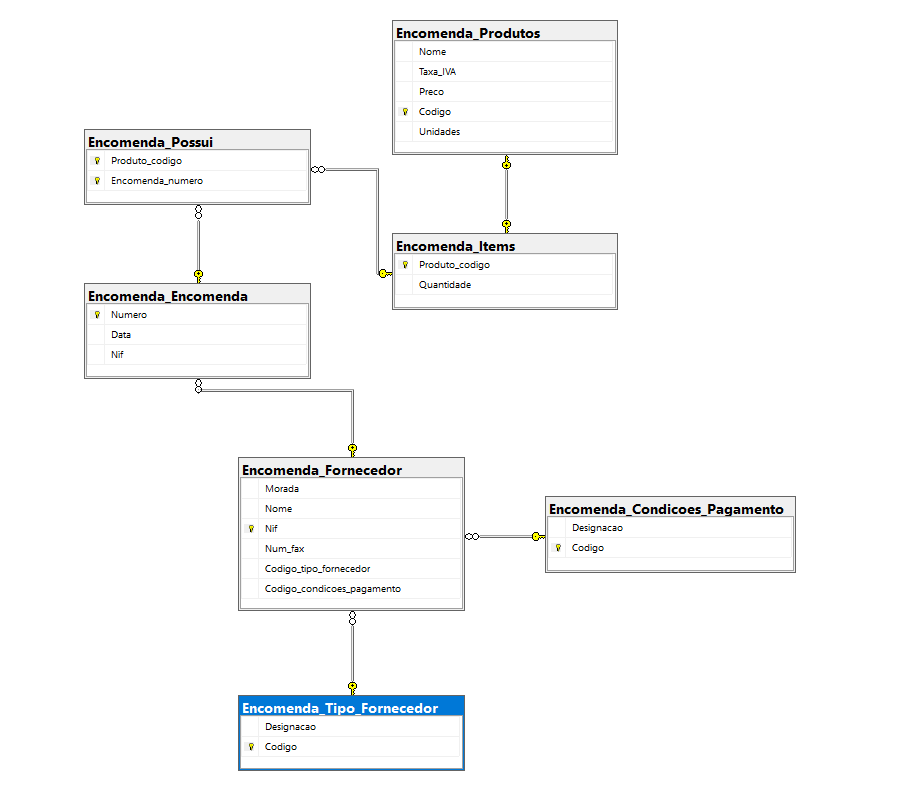 Encomenda_Produtos
Nome
Taxa_IVA
Preco
Codigo
Unidades
Encomenda_Possui
Produto_codigo
Encomenda_numero
Encomenda_Items
Produto_codigo
Quantidade
Encomenda_Encomenda
Numero
Data
Nif
Encomenda_Fornecedor
Morada
Nome
Nif
Num_fax
Codigo_tipo_fornecedor
Codigo_condicoes_pagamento
Encomenda_Condicoes_Pagamento
Designacao
Codigo
Encomenda_Tipo_Fornecedor
Designacao
Codigo